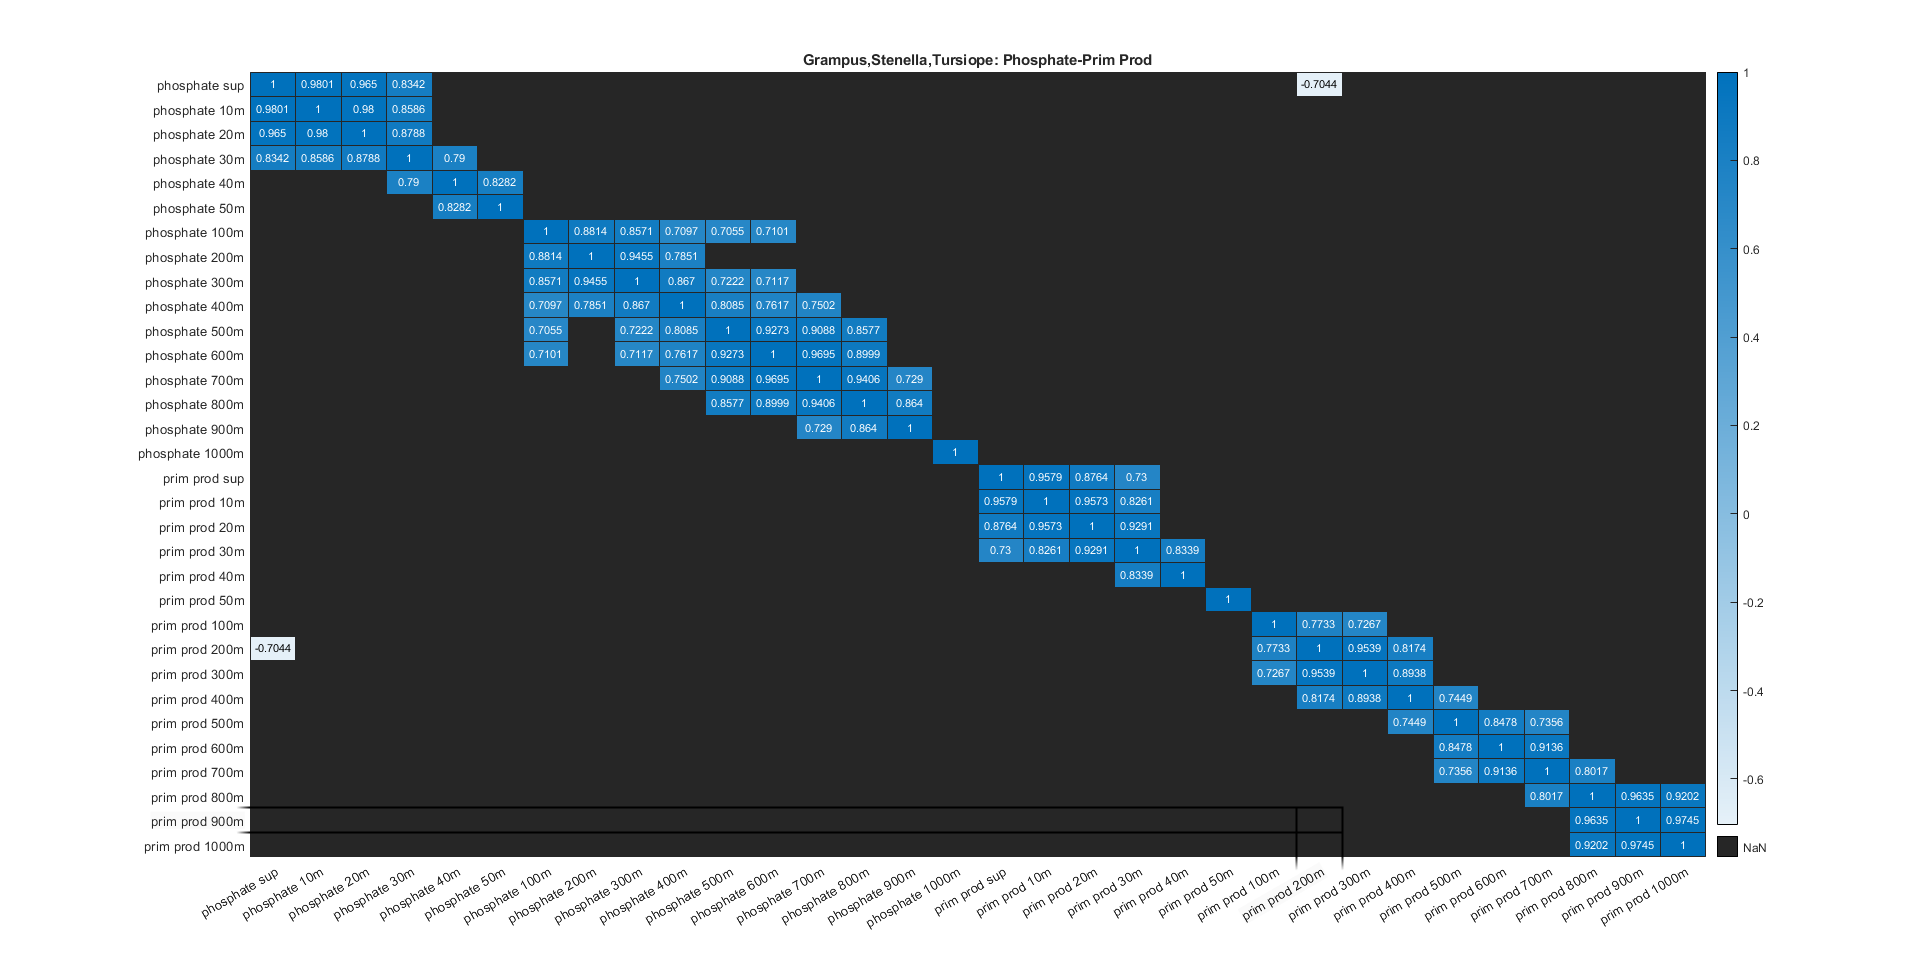 Grampus,Stenella,Tursiope: Phosphate-Prim Prod
phosphate sup 1 0.9801 0.965 0.8342 -0.7044
phosphate 10m 0.9801 1 0.98 0.8586
phosphate 20m 0.965 0.98 1 0.8788
phosphate 30m 0.8342 0.8586 0.8788 1 0.79
phosphate 40m 0.79 1 0.8282
phosphate 50m 0.8282 1
phosphate 100m 1 0.8814 0.8571 0.7097 0.7055 0.7101
phosphate 200m 0.8814 1 0.9455 0.7851
phosphate 300m 0.8571 0.9455 1 0.867 0.7222 0.7117
phosphate 400m 0.7097 0.7851 0.867 1 0.8085 0.7617 0.7502
phosphate 500m 0.7055 0.7222 0.8085 1 0.9273 0.9088 0.8577
phosphate 600m 0.7101 0.7117 0.7617 0.9273 1 0.9695 0.8999
phosphate 700m 0.7502 0.9088 0.9695 1 0.9406 0.729
phosphate 800m 0.8577 0.8999 0.9406 1 0.864
phosphate 900m 0.729 0.864 1
phosphate 1000m 1
prim prod sup 1 0.9579 0.8764 0.73
prim prod 10m 0.9579 1 0.9573 0.8261
prim prod 20m 0.8764 0.9573 1 0.9291
prim prod 30m 0.73 0.8261 0.9291 1 0.8339
prim prod 40m 0.8339 1
prim prod 50m 1
prim prod 100m 1 0.7733 0.7267
prim prod 200m -0.7044 0.7733 1 0.9539 0.8174
prim prod 300m 0.7267 0.9539 1 0.8938
prim prod 400m 0.8174 0.8938 1 0.7449
prim prod 500m 0.7449 1 0.8478 0.7356
prim prod 600m 0.8478 1 0.9136
prim prod 700m 0.7356 0.9136 1 0.8017
prim prod 800m 0.8017 1 0.9635 0.9202
prim prod 900m 0.9635 1 0.9745
prim prod 1000m 0.9202 0.9745 1
phosphate sup
phosphate 10m
phosphate 20m
phosphate 30m
phosphate 40m
phosphate 50m
phosphate 100m
phosphate 200m
phosphate 300m
phosphate 400m
phosphate 500m
phosphate 600m
phosphate 700m
phosphate 800m
phosphate 900m
phosphate 1000m
prim prod sup
prim prod 10m
prim prod 20m
prim prod 30m
prim prod 40m
prim prod 50m
prim prod 100m
prim prod 200m
prim prod 300m
prim prod 400m
prim prod 500m
prim prod 600m
prim prod 700m
prim prod 800m
prim prod 900m
prim prod 1000m
1
0.8
0.6
0.4
0.2
0
-0.2
-0.4
-0.6
NaN